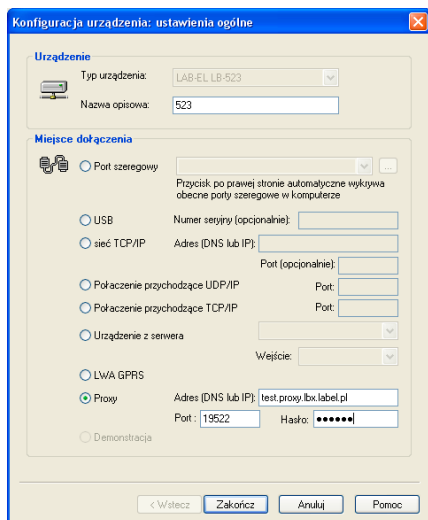 Konfiguracja urządzenia: ustawienia ogólne
Urządzenie
Typ urządzenia: LAB-EL LB-523
Nazwa opisowa: 523
Miejsce dołączenia
Port szeregowy ...
Przycisk po prawej stronie automatyczne wykrywa
obecne porty szeregowe w komputerze
USB Numer seryjny (opcjonalnie):
sieć TCP/IP Adres (DNS lub IP):
Port (opcjonalnie):
Połaczenie przychodzące UDP/IP Port:
Połaczenie przychodzące TCP/IP Port:
Urządzenie z serwera
Wejście:
LWA GPRS
Proxy Adres (DNS lub IP): test.proxy.lbx.label.pl
Port : 19522 Hasło: ●●●●●●
Demonstracja
< Wstecz Zakończ Anuluj Pomoc